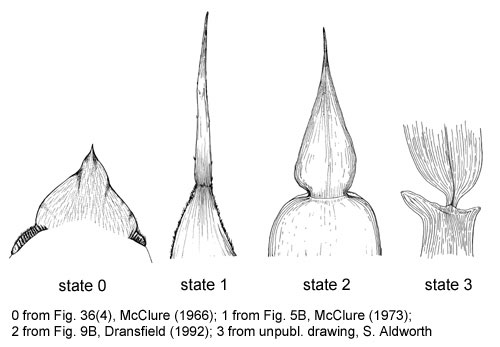 state 0 state 1 state 2 state 3
0 from Fig. 36(4), McClure (1966); 1 from Fig. 5B, McClure (1973);
2 from Fig. 9B, Dransfield (1992); 3 from unpubl. drawing, S. Aldworth